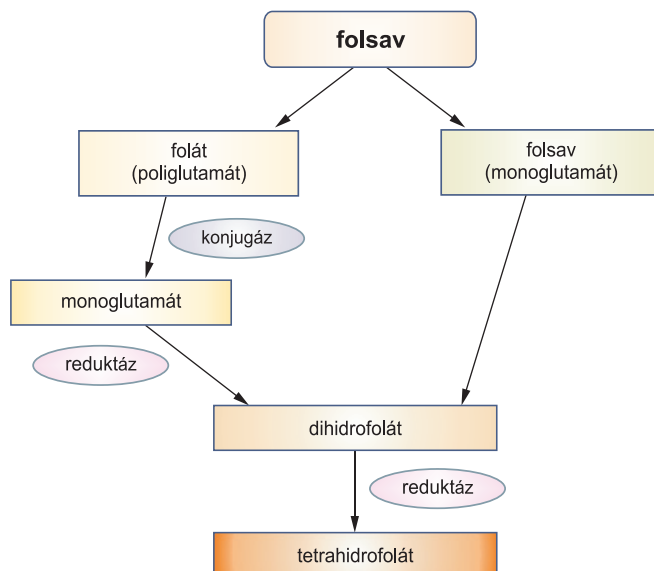 folsav
folát
(poliglutamát)
folsav
(monoglutamát)
konjugáz
monoglutamát
reduktáz
dihidrofolát
reduktáz
tetrahidrofolát